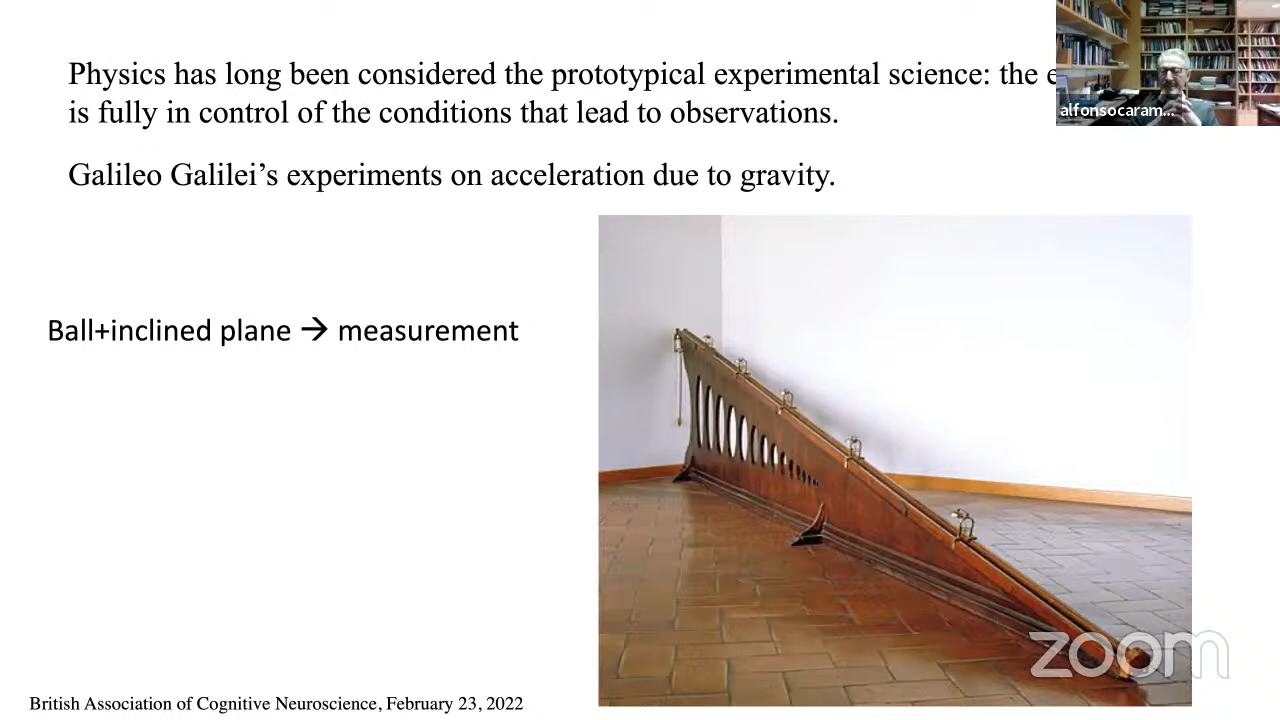 Physics has long been considered the prototypical experimental science: the
is fully in control of the conditions that lead to observations.
alfonsocaram...
Galileo Galilei’s experiments on acceleration due to gravity.
Ball+inclined plane → measurement
zoom
British Association of Cognitive Neuroscience, February 23, 2022